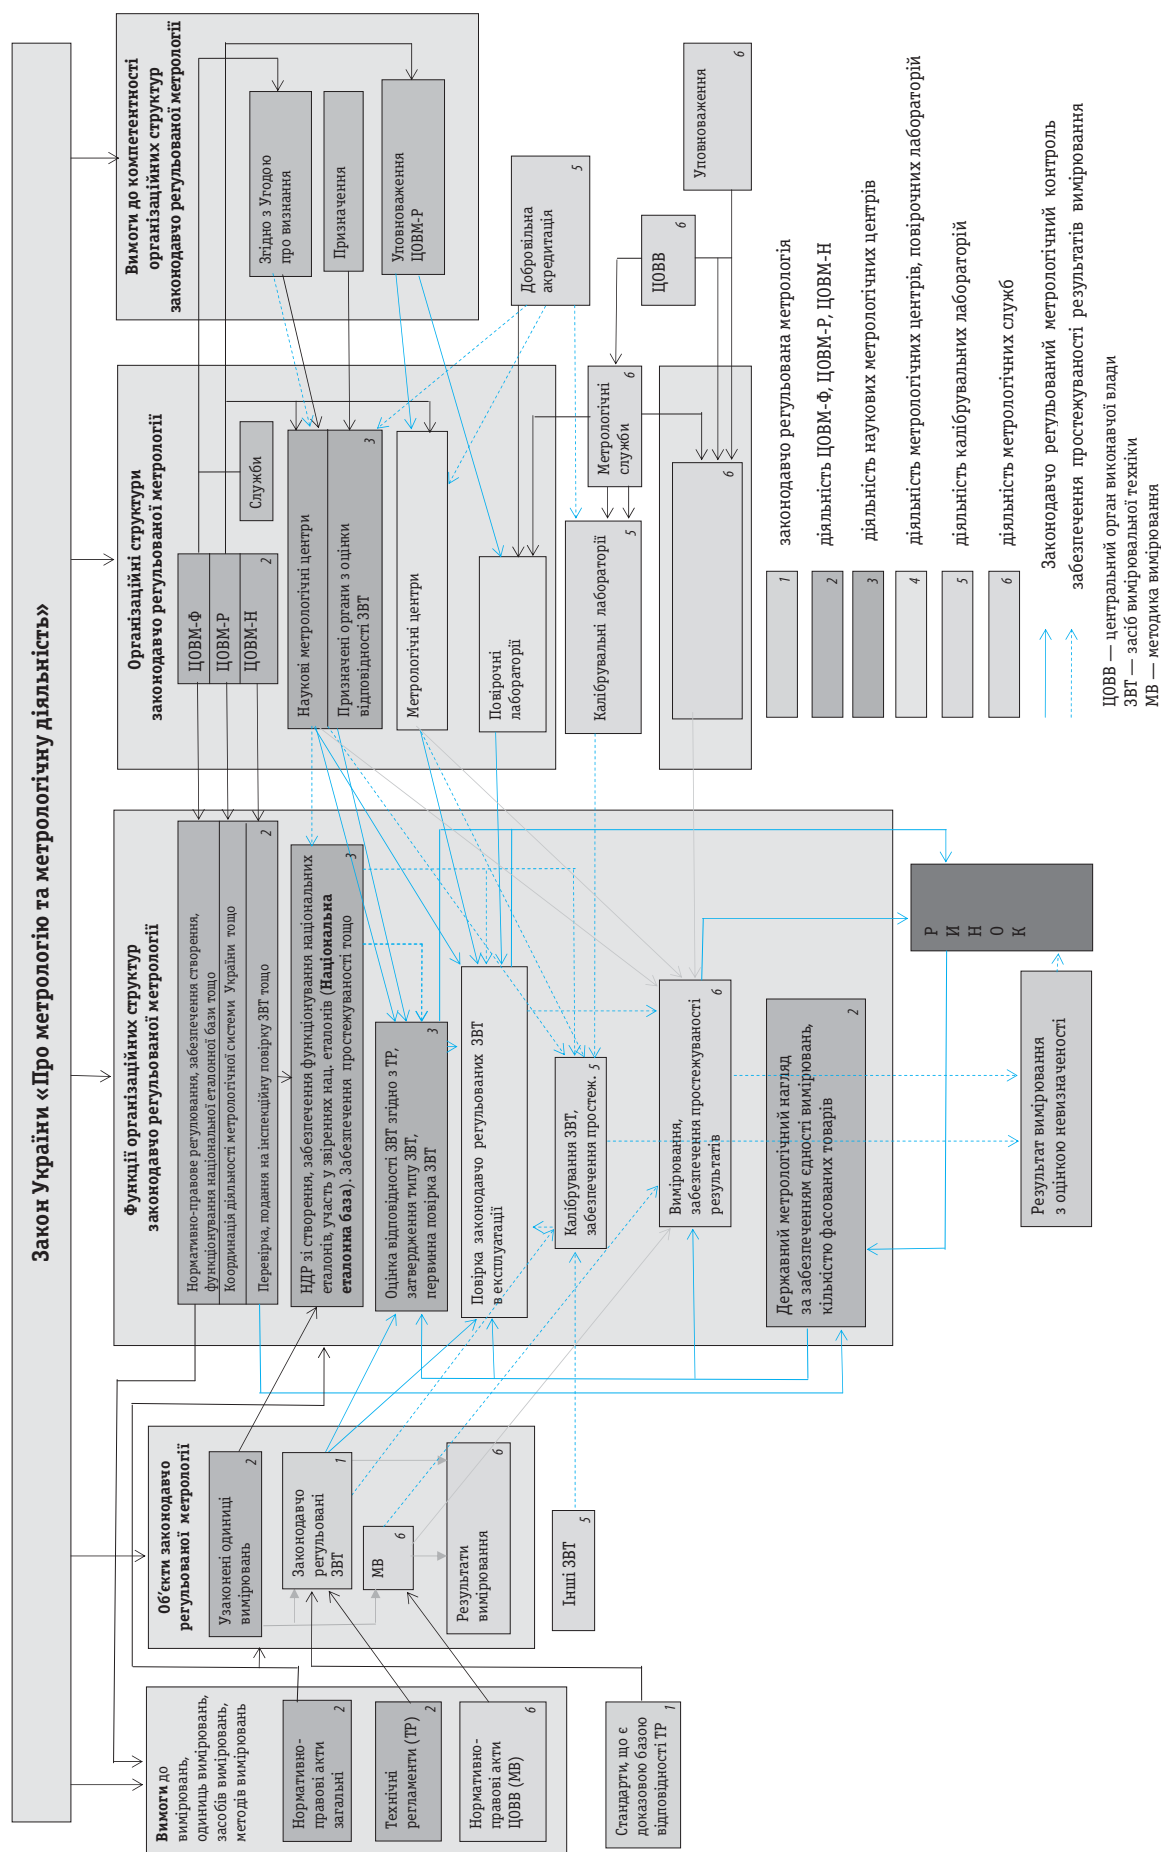 Закон України «Про метрологію та метрологічну діяльність»
Вимоги до
вимірювань,
одиниць вимірювань,
засобів вимірювань,
методів вимірювань
Нормативно-
правові акти
загальні
2
Технічні
регламенти (ТР)
2
Нормативно-
правові акти
ЦОВВ (МВ)
6
Стандарти, що є
доказовою базою
відповідності ТР
1
Об’єкти законодавчо
регульованої метрології
Узаконені одиниці
вимірювань
2
Законодавчо
регульовані
ЗВТ
1
МВ
6
Результати
вимірювання
6
Інші ЗВТ
5
Функції організаційних структур
законодавчо регульованої метрології
Нормативно-правове регулювання, забезпечення створення,
функціонування національної еталонної бази тощо
Координація діяльності метрологічної системи України тощо
Перевірка, подання на інспекційну повірку ЗВТ тощо
2
НДР зі створення, забезпечення функціонування національних
еталонів, участь у звіреннях нац. еталонів (Національна
еталонна база). Забезпечення простежуваності тощо
3
Оцінка відповідності ЗВТ згідно з ТР,
затвердження типу ЗВТ,
первинна повірка ЗВТ
3
Повірка законодавчо регульованих ЗВТ
в експлуатації
Калібрування ЗВТ,
забезпечення простеж.
5
Вимірювання,
забезпечення простежуваності
результатів
6
Державний метрологічний нагляд
за забезпеченням єдності вимірювань,
кількістю фасованих товарів
2
Р
И
Н
О
К
Результат вимірювання
з оцінкою невизначеності
Організаційні структури
законодавчо регульованої метрології
ЦОВМ-Ф
ЦОВМ-Р
ЦОВМ-Н
2
Служби
Наукові метрологічні центри
Призначені органи з оцінки
відповідності ЗВТ
3
Метрологічні центри
Повірочні
лабораторії
Калібрувальні лабораторії
5
Метрологічні
служби
6
6
Вимоги до компетентності
організаційних структур
законодавчо регульованої метрології
Згідно з Угодою
про визнання
Призначення
Уповноваження
ЦОВМ-Р
Добровільна
акредитація
5
ЦОВВ
6
Уповноваження
6
1
законодавчо регульована метрологія
2
діяльність ЦОВМ-Ф, ЦОВМ-Р, ЦОВМ-Н
3
діяльність наукових метрологічних центрів
4
діяльність метрологічних центрів, повірочних лабораторій
5
діяльність калібрувальних лабораторій
6
діяльність метрологічних служб
Законодавчо регульований метрологічний контроль
забезпечення простежуваності результатів вимірювання
ЦОВВ — центральний орган виконавчої влади
ЗВТ — засіб вимірювальної техніки
МВ — методика вимірювання